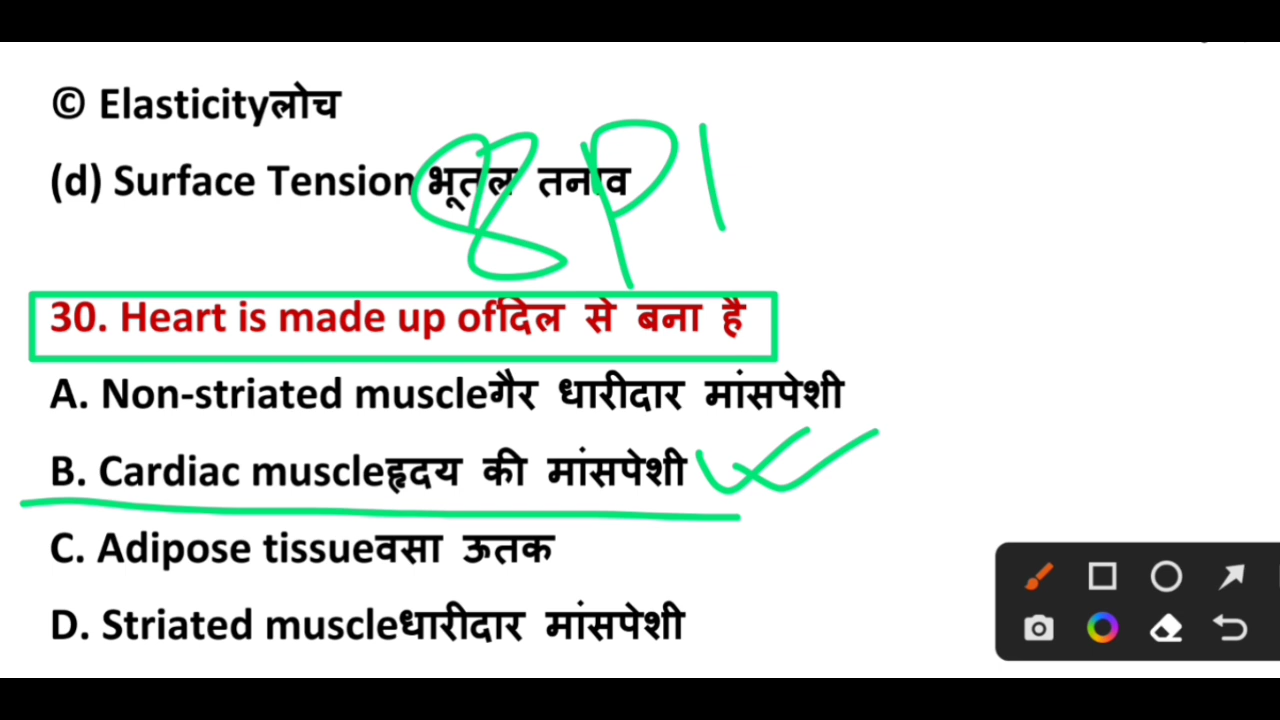 © Elasticityलोच
(d) Surface Tension भूतल तनाव
30. Heart is made up ofदिल से बना है
A. Non-striated muscleगैर धारीदार मांसपेशी
B. Cardiac muscleहृदय की मांसपेशी
C. Adipose tissueवसा ऊतक
D. Striated muscleधारीदार मांसपेशी